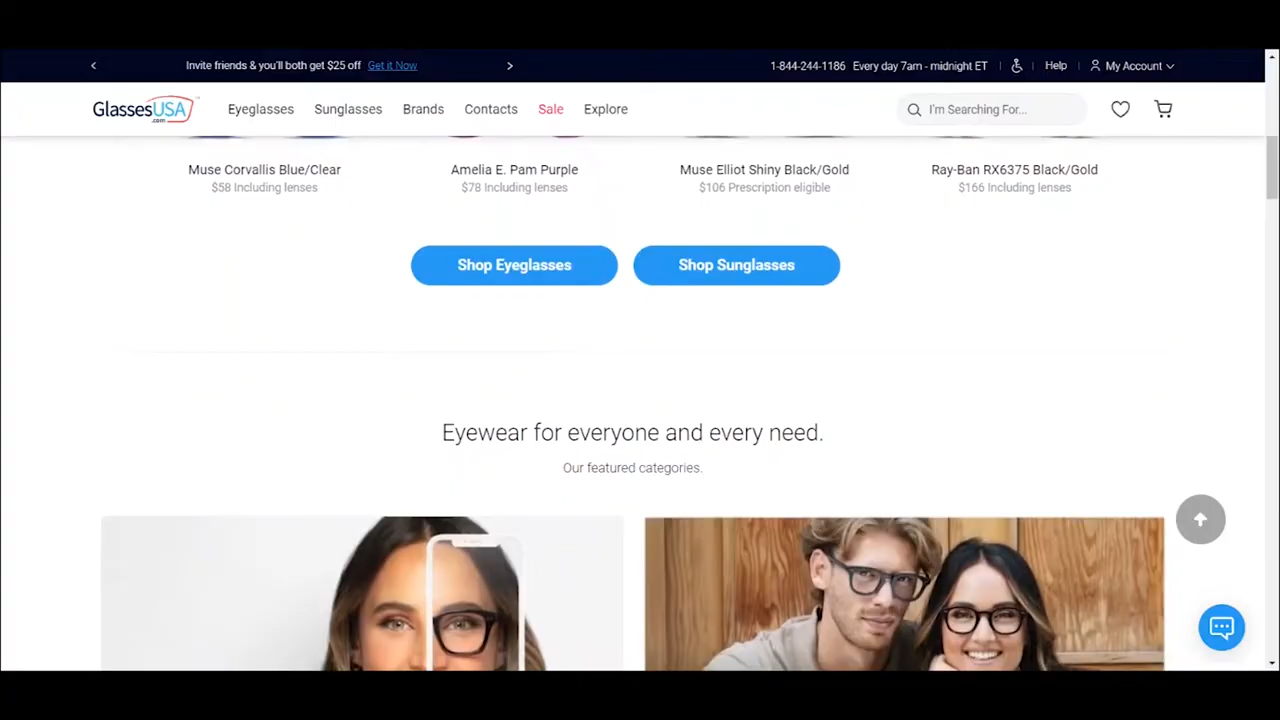 Invite friends & you'll both get $25 off Get it Now
1-844-244-1186 Every day 7am - midnight ET Help My Account
GlassesUSA
.com
Eyeglasses Sunglasses Brands Contacts Sale Explore
I'm Searching For...
Muse Corvallis Blue/Clear
$58 Including lenses
Amelia E. Pam Purple
$78 Including lenses
Muse Elliot Shiny Black/Gold
$106 Prescription eligible
Ray-Ban RX6375 Black/Gold
$166 Including lenses
Shop Eyeglasses
Shop Sunglasses
Eyewear for everyone and every need.
Our featured categories.